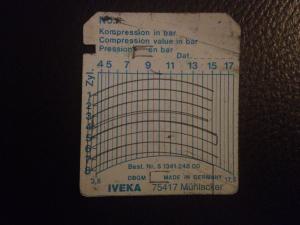 No.
Kompression in bar
Compression value in bar
Pression en bar
Dat.
4 5 7 9 11 13 15 17
Zyl.
1
2
3
4
5
6
7
8
Best. Nr. S 1341-248 00
DBGM MADE IN GERMANY
3,5 17,5
IVEKA 75417 Mühlacker